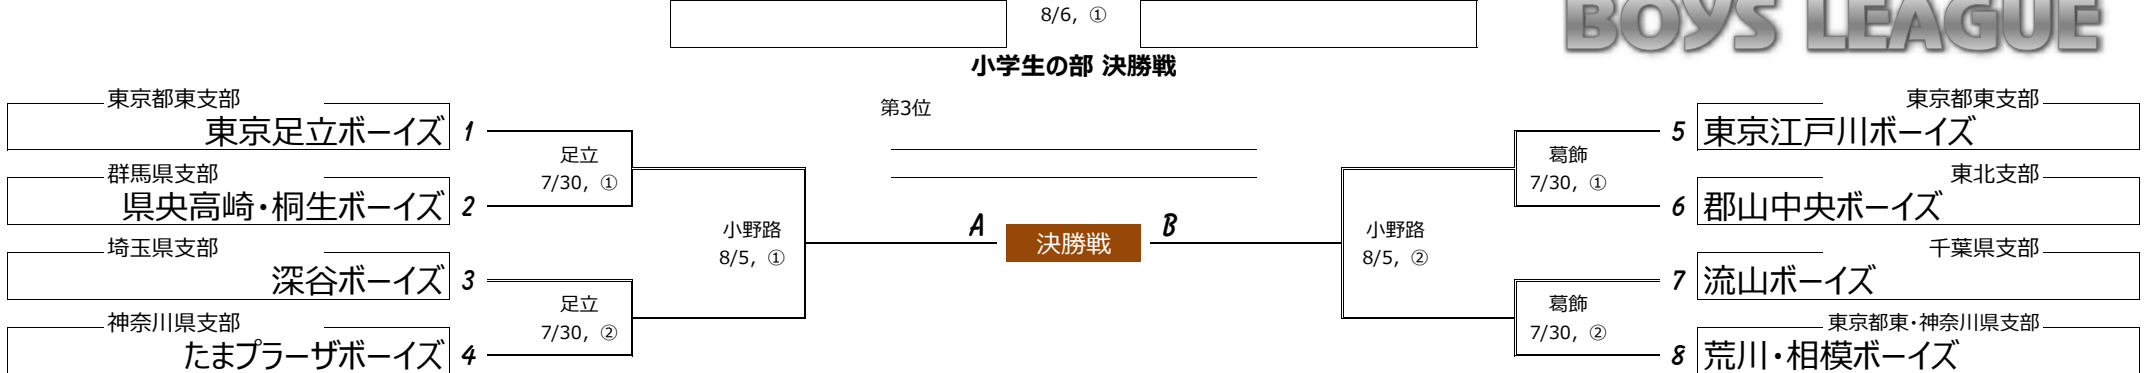 8/6, ①
BOYS LEAGUE
小学生の部 決勝戦
第3位
東京都東支部
東京足立ボーイズ 1
足立
7/30, ①
群馬県支部
県央高崎・桐生ボーイズ 2
小野路
8/5, ①
埼玉県支部
深谷ボーイズ 3
足立
7/30, ②
神奈川県支部
たまプラーザボーイズ 4
A 決勝戦 B
東京都東支部
5 東京江戸川ボーイズ
葛飾
7/30, ①
東北支部
6 郡山中央ボーイズ
小野路
8/5, ②
千葉県支部
7 流山ボーイズ
葛飾
7/30, ②
東京都東・神奈川県支部
8 荒川・相模ボーイズ